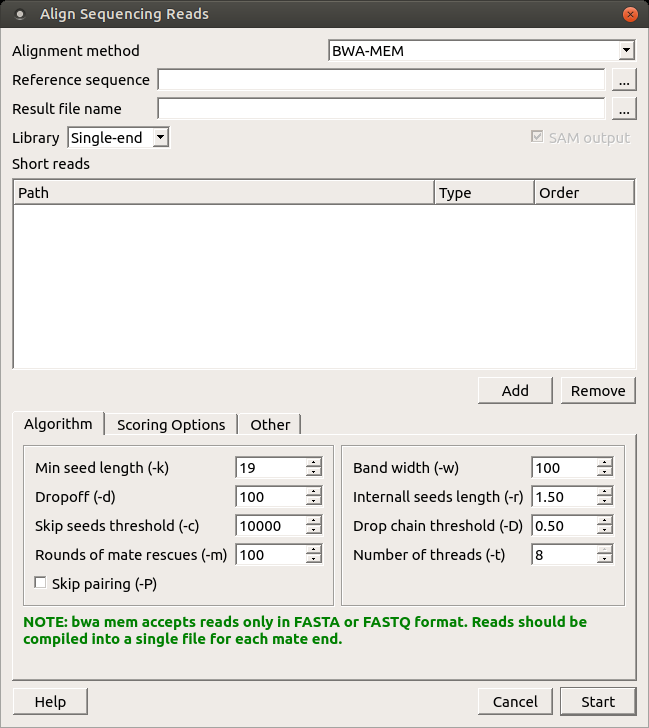 Align Sequencing Reads
Alignment method
BWA-MEM
Reference sequence
...
Result file name
...
Library
Single-end
SAM output
Short reads
Path
Type
Order
Add
Remove
Algorithm
Scoring Options
Other
Min seed length (-k)
19
Dropoff (-d)
100
Skip seeds threshold (-c)
10000
Rounds of mate rescues (-m)
100
Skip pairing (-P)
Band width (-w)
100
Internall seeds length (-r)
1.50
Drop chain threshold (-D)
0.50
Number of threads (-t)
8
NOTE: bwa mem accepts reads only in FASTA or FASTQ format. Reads should be
compiled into a single file for each mate end.
Help
Cancel
Start